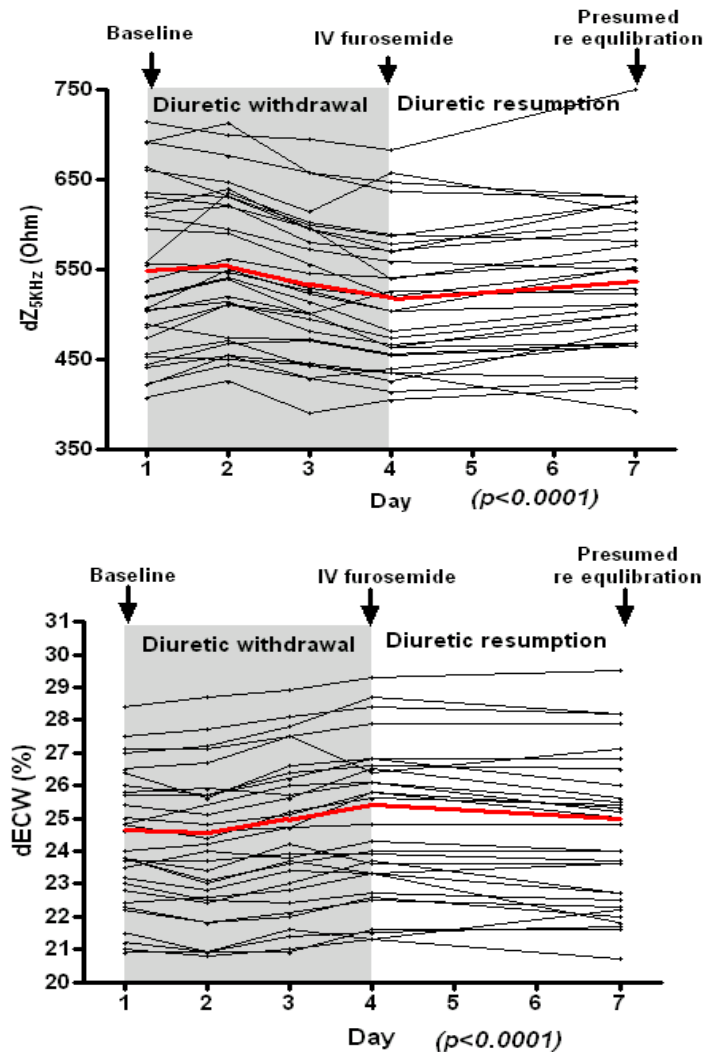 Presumed
Baseline IV furosemide re equlibration
Diuretic withdrawal Diuretic resumption
750
650
550
450
350
dZ5KHz (Ohm)
1 2 3 4 5 6 7
Day (p<0.0001)
Presumed
Baseline IV furosemide re equlibration
Diuretic withdrawal Diuretic resumption
31
30
29
28
27
26
25
24
23
22
21
20
dECW (%)
1 2 3 4 5 6 7
Day (p<0.0001)